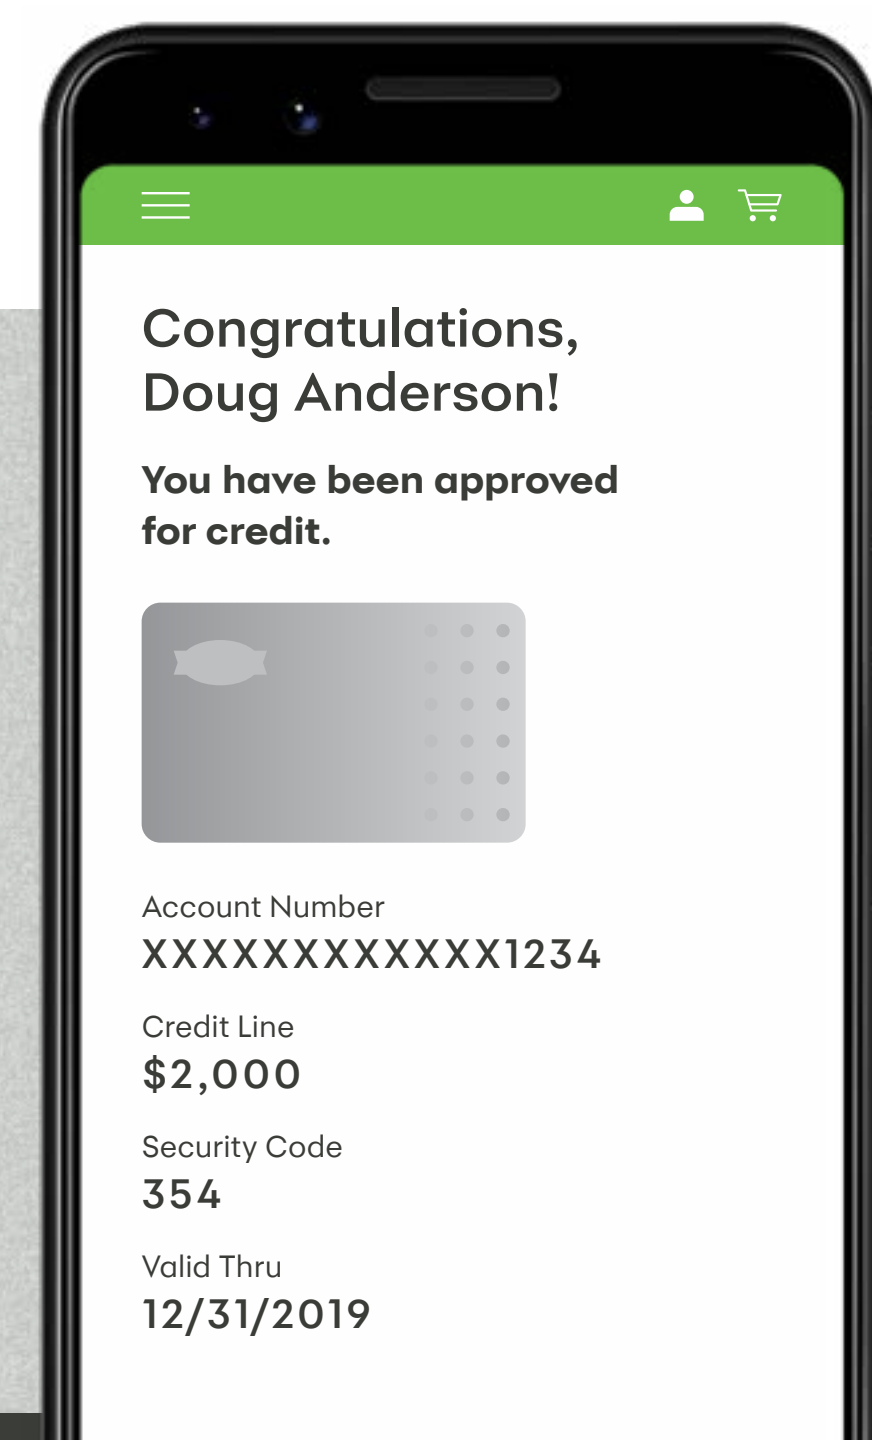 Congratulations,
Doug Anderson!
You have been approved
for credit.
Account Number
XXXXXXXXXXXX1234
Credit Line
$2,000
Security Code
354
Valid Thru
12/31/2019